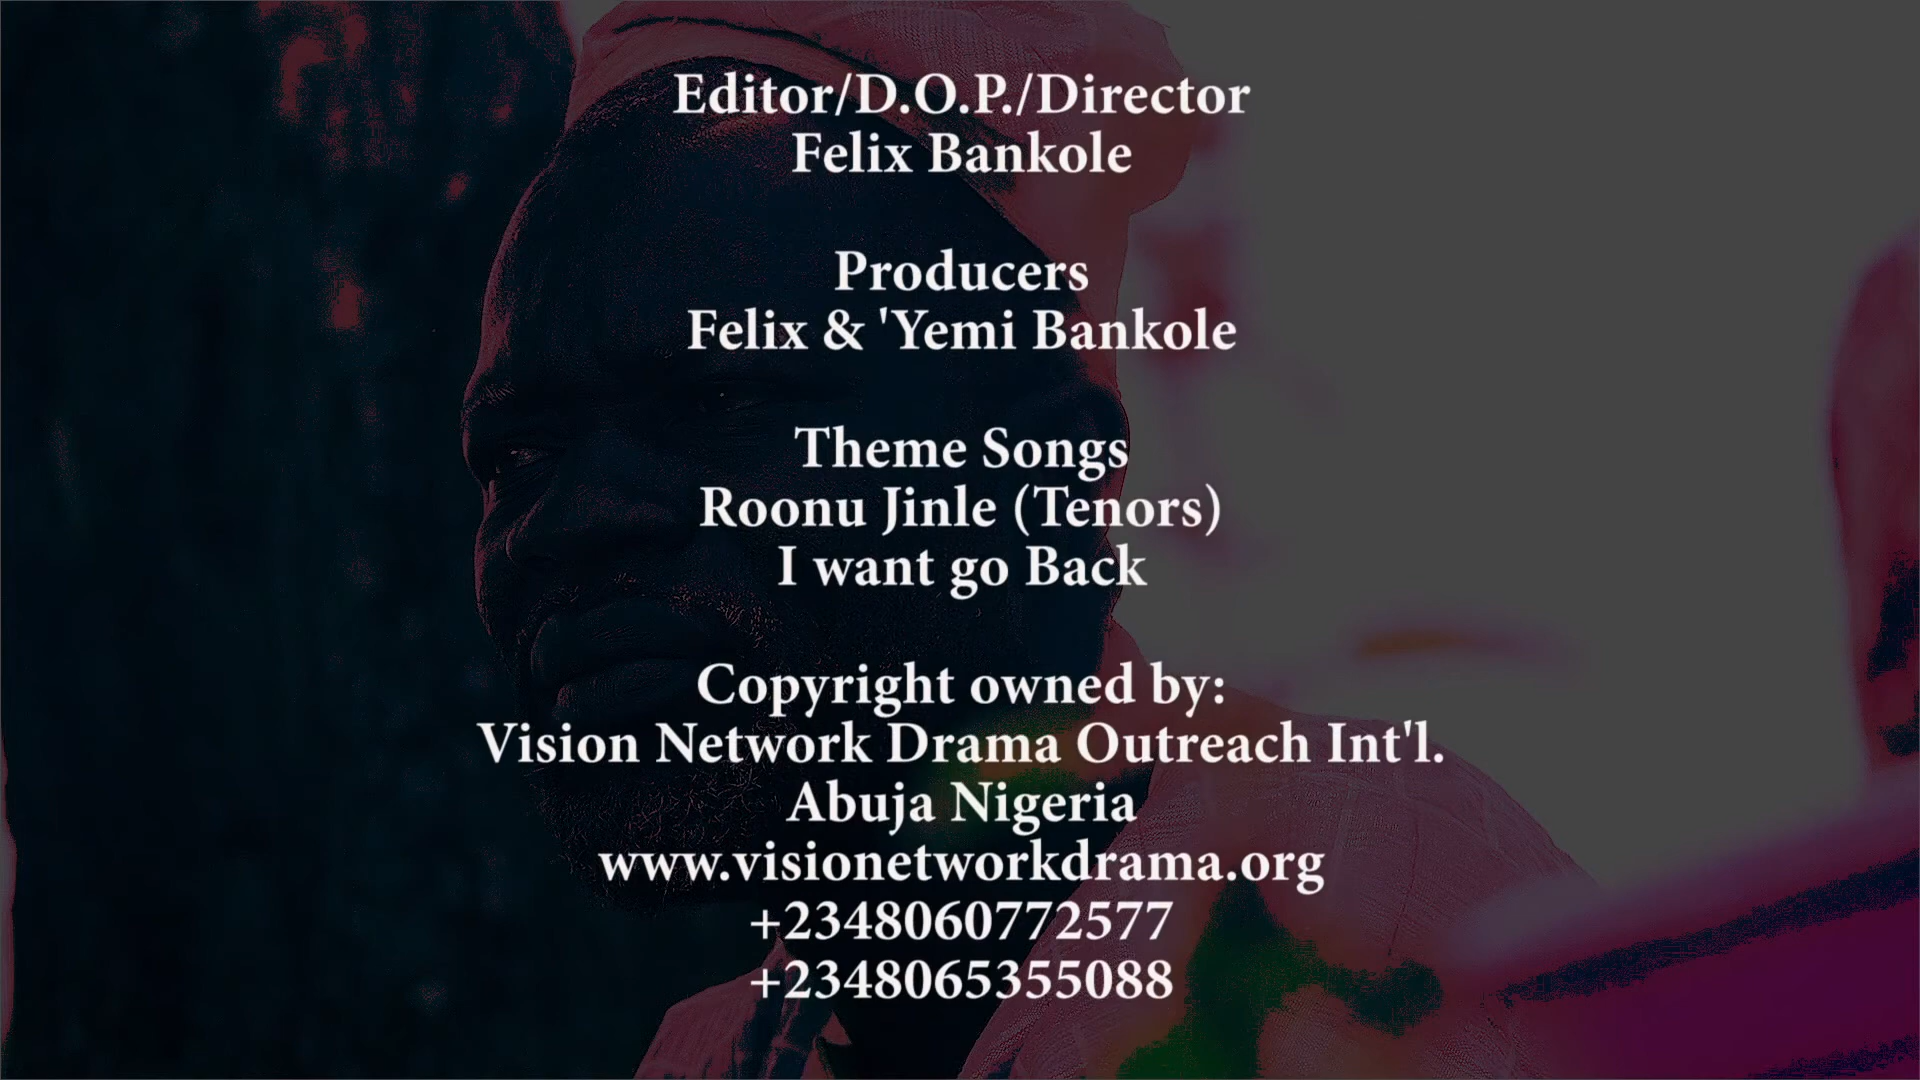 Editor/D.O.P./Director
Felix Bankole
Producers
Felix & 'Yemi Bankole
Theme Songs
Roonu Jinle (Tenors)
I want go Back
Copyright owned by:
Vision Network Drama Outreach Int'l.
Abuja Nigeria
www.visionetworkdrama.org
+2348060772577
+2348065355088